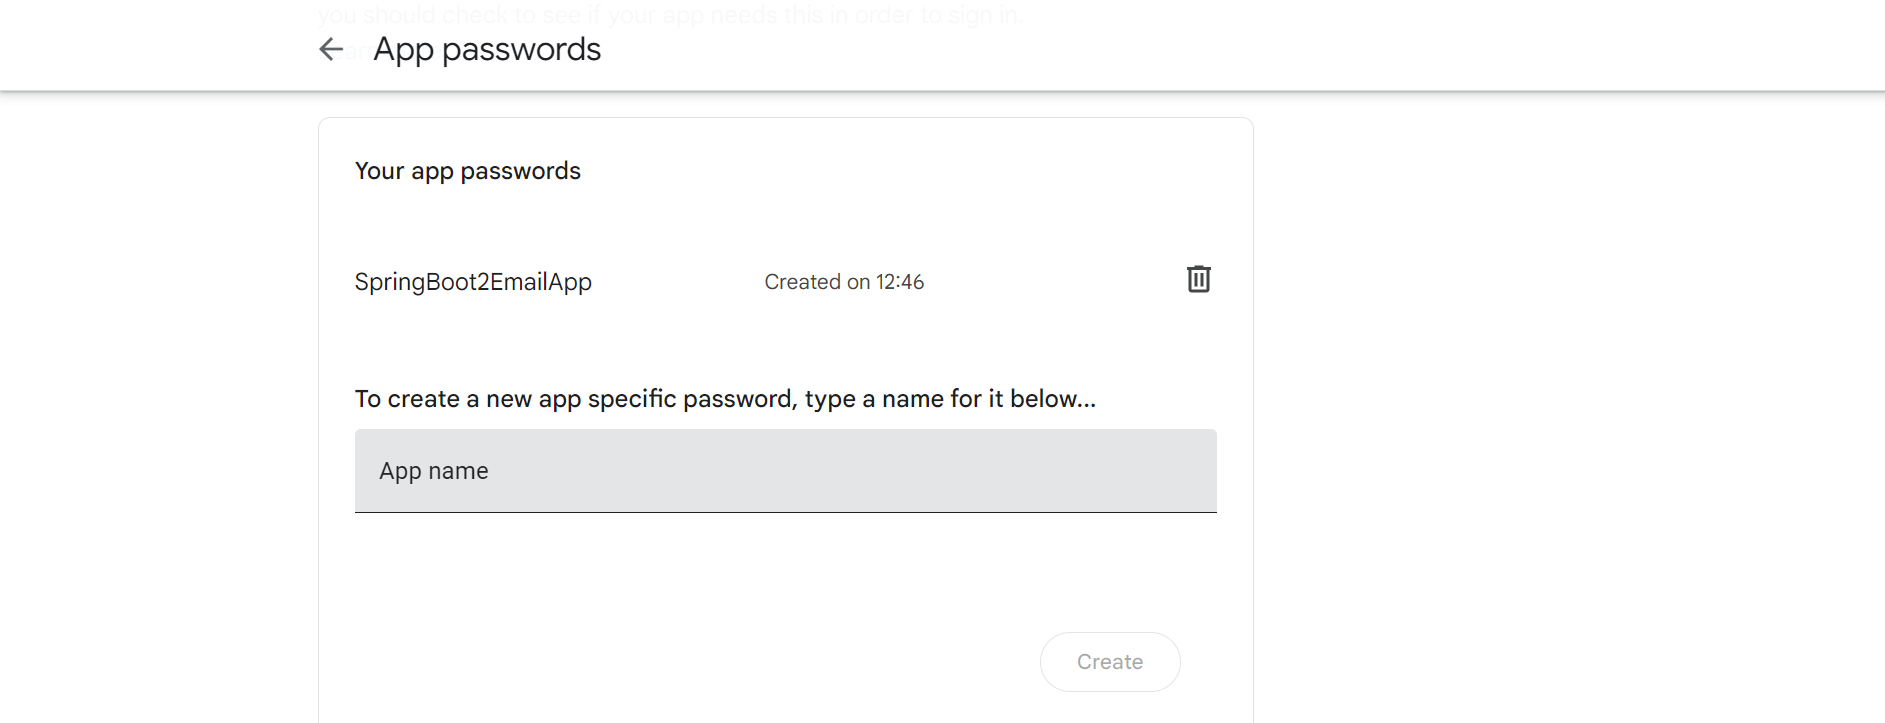 you should check to see if your app needs this in order to sign in.
App passwords
Your app passwords
SpringBoot2EmailApp Created on 12:46
To create a new app specific password, type a name for it below...
App name
Create